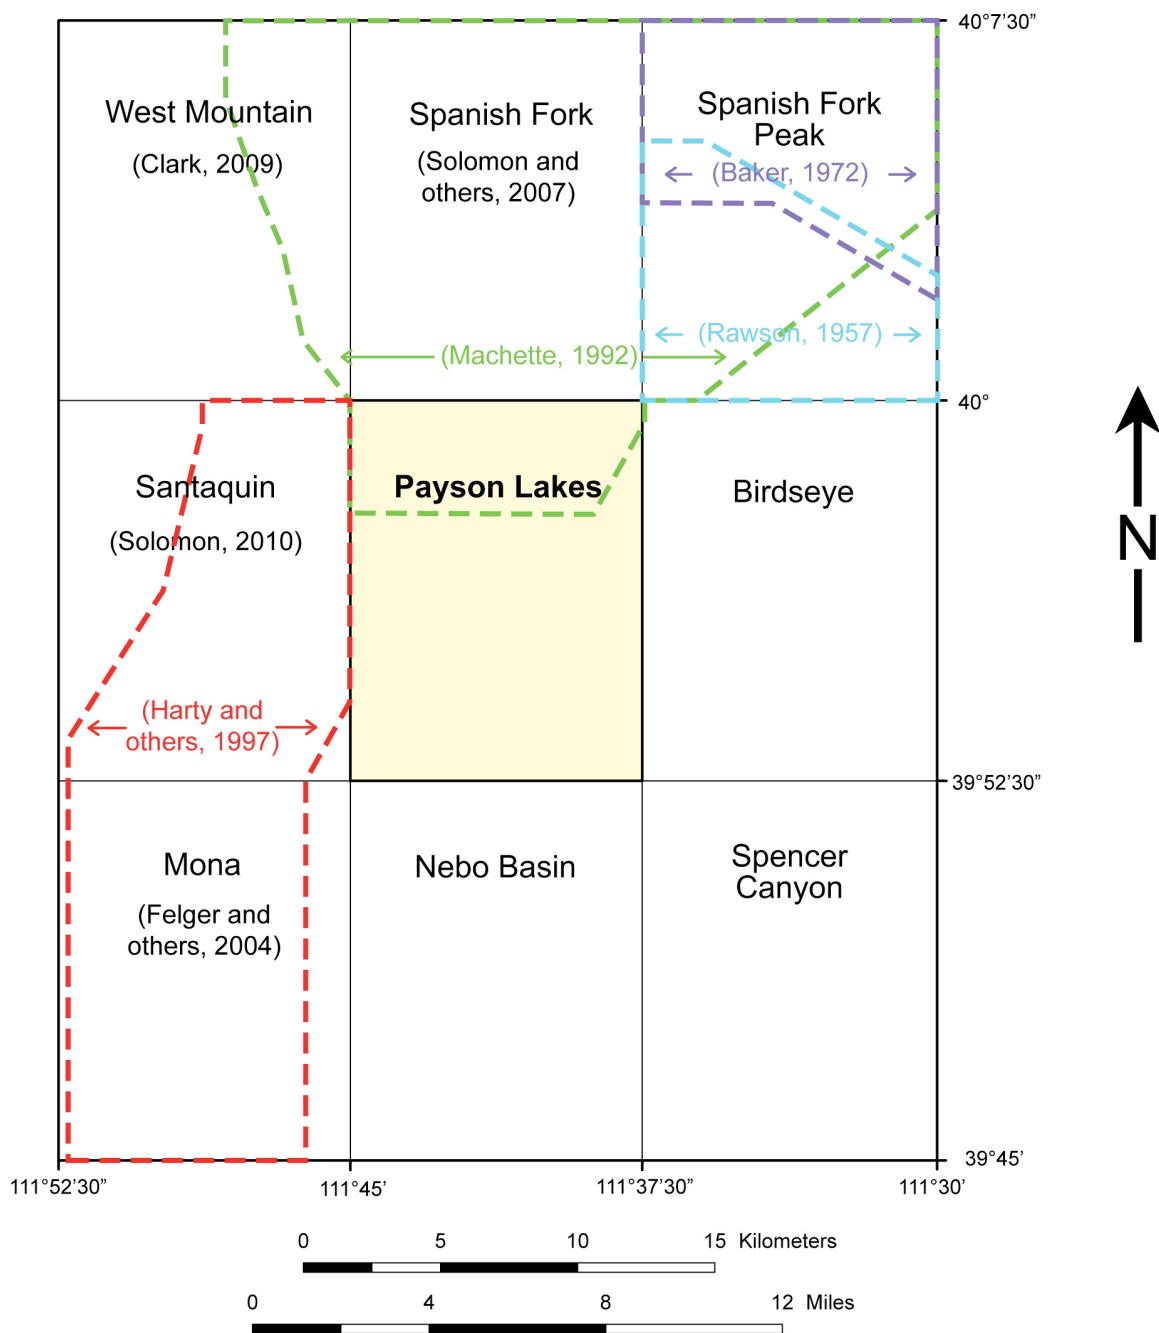 40°7’30”
West Mountain
(Clark, 2009)
Spanish Fork
(Solomon and
others, 2007)
Spanish Fork
Peak
(Baker, 1972)
(Rawson, 1957)
(Machette, 1992)
40°
Santaquin
(Solomon, 2010)
Payson Lakes
Birdseye
N
(Harty and
others, 1997)
39°52’30”
Mona
(Felger and
others, 2004)
Nebo Basin
Spencer
Canyon
39°45’
111°52’30”
111°45’
111°37’30”
111°30’
0 5 10 15 Kilometers
0 4 8 12 Miles